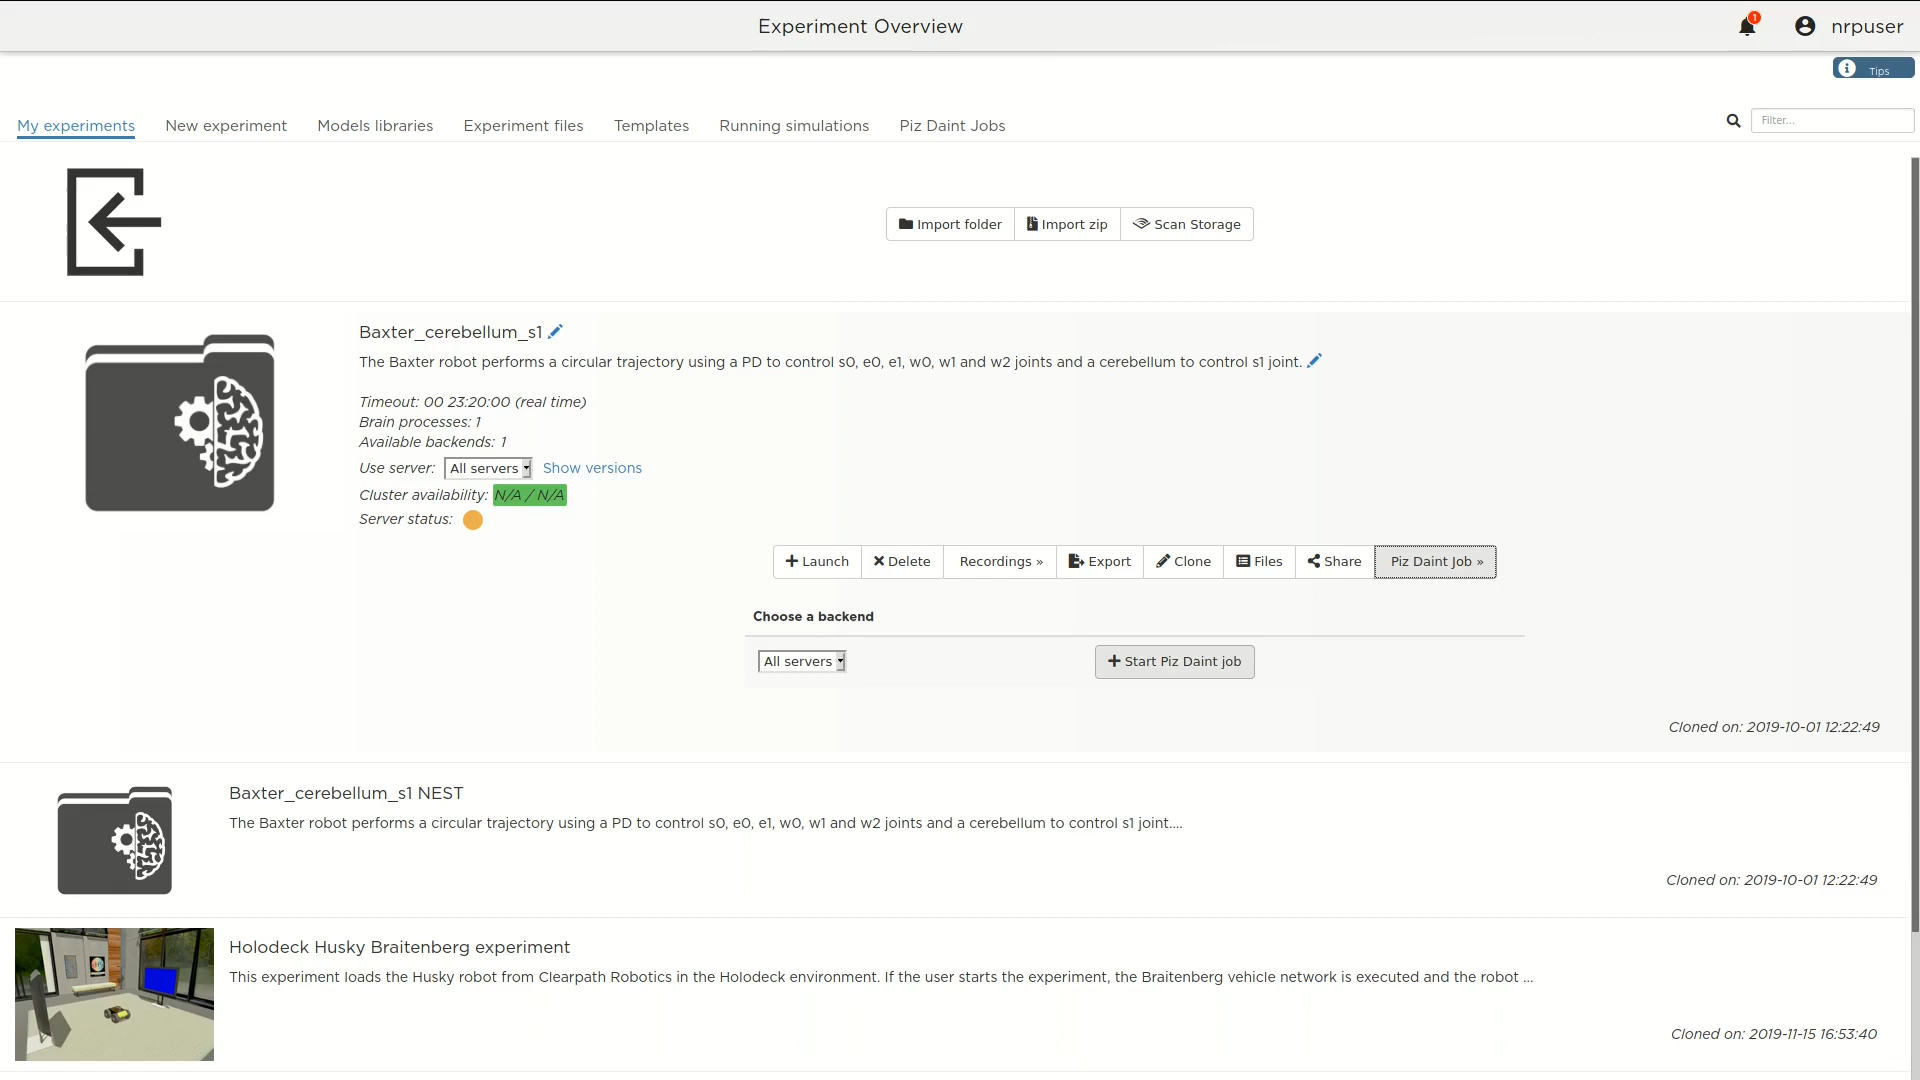 Experiment Overview
1
nrpuser
Tips
My experiments
New experiment
Models libraries
Experiment files
Templates
Running simulations
Piz Daint Jobs
Filter...
Import folder
Import zip
Scan Storage
Baxter_cerebellum_s1
The Baxter robot performs a circular trajectory using a PD to control s0, e0, e1, w0, w1 and w2 joints and a cerebellum to control s1 joint.
Timeout: 00 23:20:00 (real time)
Brain processes: 1
Available backends: 1
Use server: All servers Show versions
Cluster availability: N/A / N/A
Server status:
Launch
Delete
Recordings »
Export
Clone
Files
Share
Piz Daint Job »
Choose a backend
All servers
Start Piz Daint job
Cloned on: 2019-10-01 12:22:49
Baxter_cerebellum_s1 NEST
The Baxter robot performs a circular trajectory using a PD to control s0, e0, e1, w0, w1 and w2 joints and a cerebellum to control s1 joint....
Cloned on: 2019-10-01 12:22:49
Holodeck Husky Braitenberg experiment
This experiment loads the Husky robot from Clearpath Robotics in the Holodeck environment. If the user starts the experiment, the Braitenberg vehicle network is executed and the robot ...
Cloned on: 2019-11-15 16:53:40